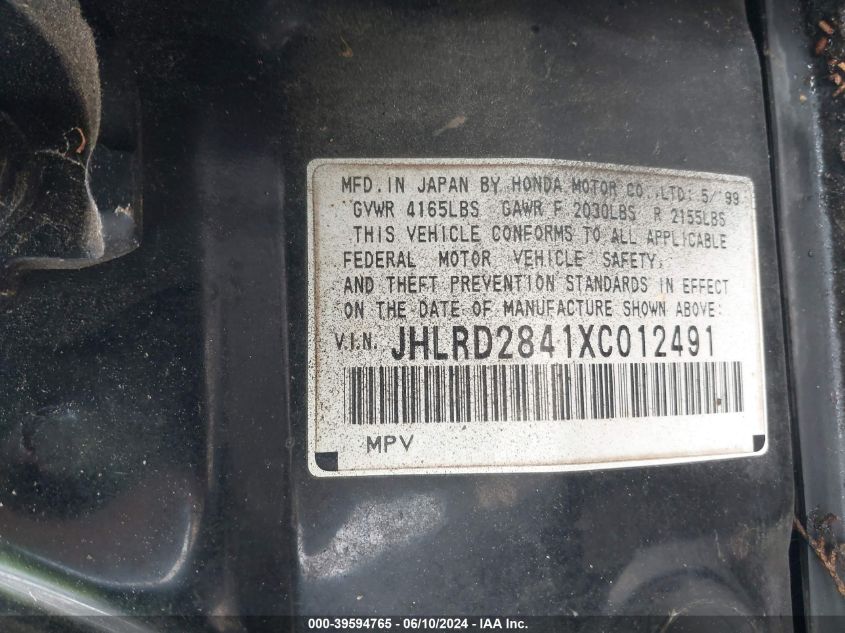 MFD. IN JAPAN BY HONDA MOTOR CO., LTD: 5/'99
GVWR 4165LBS GAWR F 2030LBS R 2155LBS
THIS VEHICLE CONFORMS TO ALL APPLICABLE
FEDERAL MOTOR VEHICLE SAFETY,
AND THEFT PREVENTION STANDARDS IN EFFECT
ON THE DATE OF MANUFACTURE SHOWN ABOVE:
V.I.N. JHLRD2841XC012491
MPV
000-39594765 - 06/10/2024 - IAA Inc.